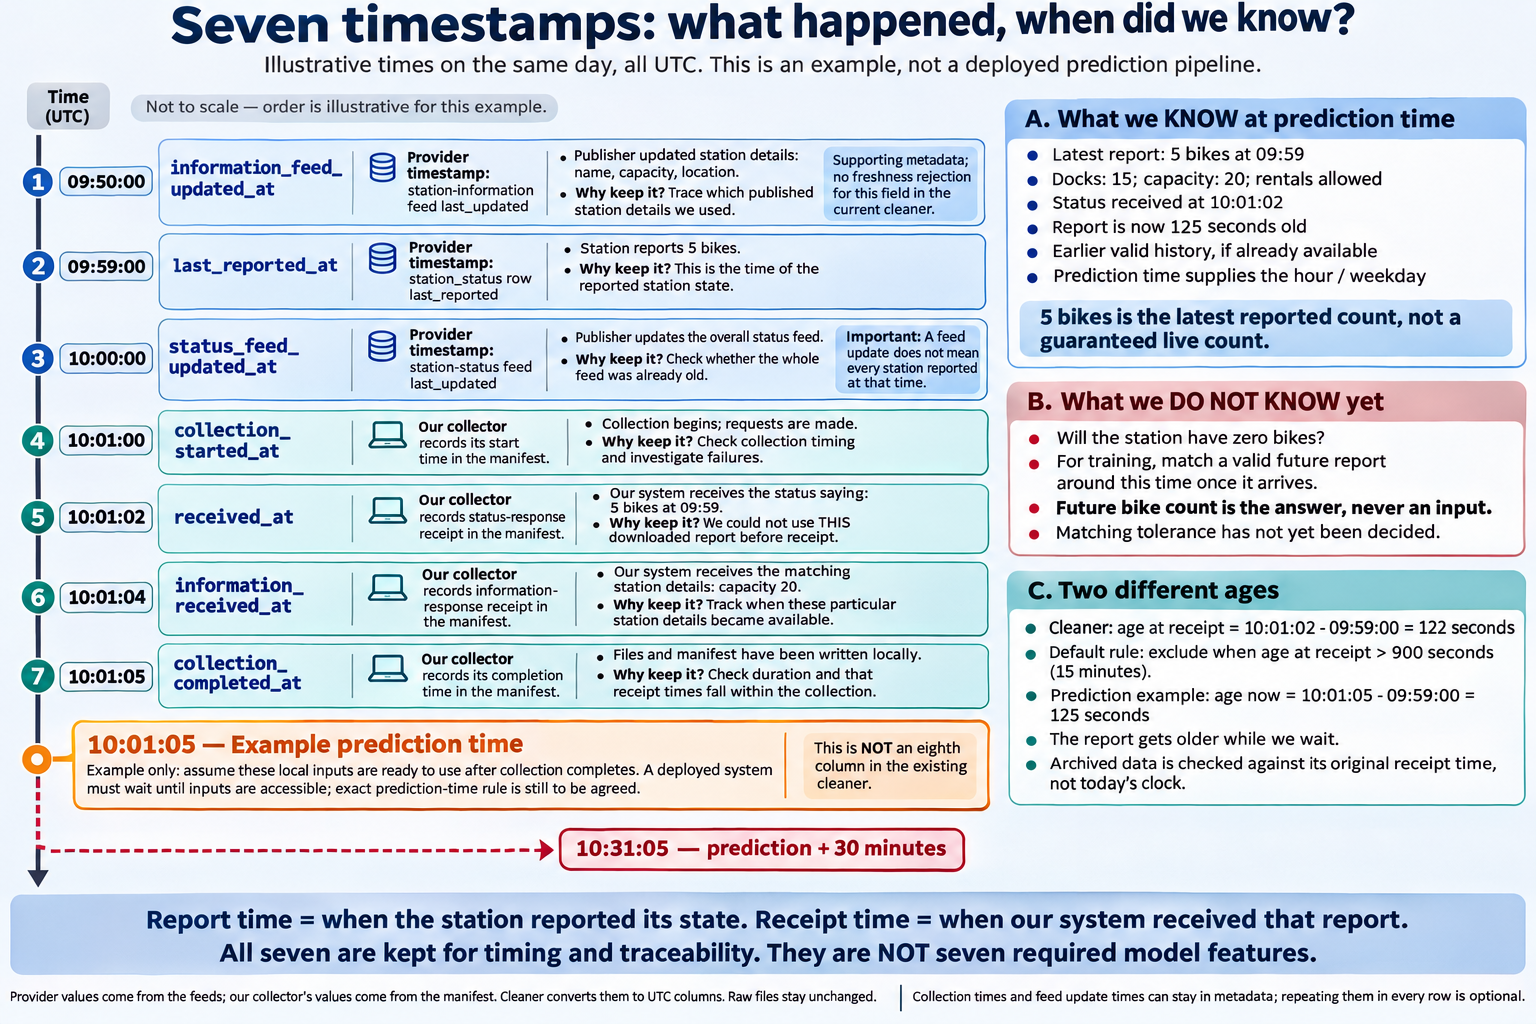 Seven timestamps: what happened, when did we know?
Illustrative times on the same day, all UTC. This is an example, not a deployed prediction pipeline.
Time
(UTC)
Not to scale — order is illustrative for this example.
1
09:50:00
information_feed_
updated_at
Provider
timestamp:
station-information
feed last_updated
• Publisher updated station details:
name, capacity, location.
• Why keep it? Trace which published
station details we used.
Supporting metadata;
no freshness rejection
for this field in the
current cleaner.
2
09:59:00
last_reported_at
Provider
timestamp:
station_status row
last_reported
• Station reports 5 bikes.
• Why keep it? This is the time of the
reported station state.
3
10:00:00
status_feed_
updated_at
Provider
timestamp:
station-status feed
last_updated
• Publisher updates the overall status feed.
• Why keep it? Check whether the whole
feed was already old.
Important: A feed
update does not mean
every station reported
at that time.
4
10:01:00
collection_
started_at
Our collector
records its start
time in the manifest.
• Collection begins; requests are made.
• Why keep it? Check collection timing
and investigate failures.
5
10:01:02
received_at
Our collector
records status-response
receipt in the manifest.
• Our system receives the status saying:
5 bikes at 09:59.
• Why keep it? We could not use THIS
downloaded report before receipt.
6
10:01:04
information_
received_at
Our collector
records information-
response receipt in
the manifest.
• Our system receives the matching
station details: capacity 20.
• Why keep it? Track when these particular
station details became available.
7
10:01:05
collection_
completed_at
Our collector
records its completion
time in the manifest.
• Files and manifest have been written locally.
• Why keep it? Check duration and that
receipt times fall within the collection.
10:01:05 — Example prediction time
Example only: assume these local inputs are ready to use after collection completes. A deployed system
must wait until inputs are accessible; exact prediction-time rule is still to be agreed.
This is NOT an eighth
column in the existing
cleaner.
10:31:05 — prediction + 30 minutes
A. What we KNOW at prediction time
• Latest report: 5 bikes at 09:59
• Docks: 15; capacity: 20; rentals allowed
• Status received at 10:01:02
• Report is now 125 seconds old
• Earlier valid history, if already available
• Prediction time supplies the hour / weekday
5 bikes is the latest reported count, not a
guaranteed live count.
B. What we DO NOT KNOW yet
• Will the station have zero bikes?
• For training, match a valid future report
around this time once it arrives.
• Future bike count is the answer, never an input.
• Matching tolerance has not yet been decided.
C. Two different ages
• Cleaner: age at receipt = 10:01:02 - 09:59:00 = 122 seconds
• Default rule: exclude when age at receipt > 900 seconds
(15 minutes).
• Prediction example: age now = 10:01:05 - 09:59:00 =
125 seconds
• The report gets older while we wait.
• Archived data is checked against its original receipt time,
not today's clock.
Report time = when the station reported its state. Receipt time = when our system received that report.
All seven are kept for timing and traceability. They are NOT seven required model features.
Provider values come from the feeds; our collector's values come from the manifest. Cleaner converts them to UTC columns. Raw files stay unchanged.
Collection times and feed update times can stay in metadata; repeating them in every row is optional.